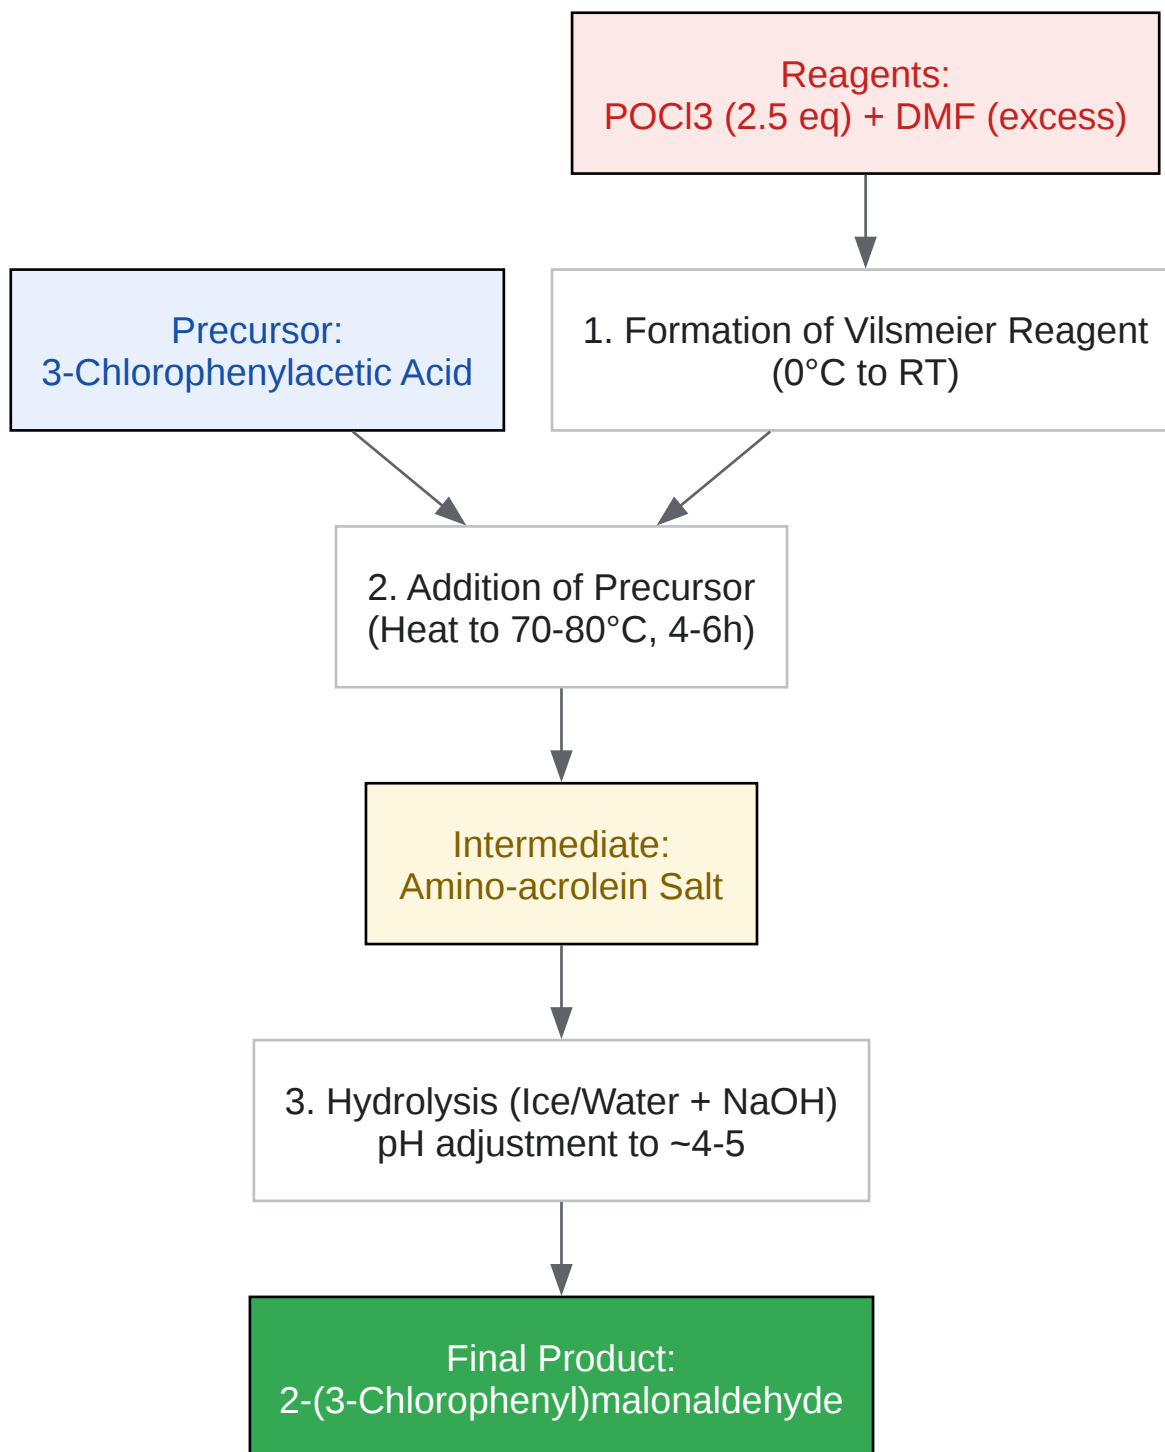 Reagents:
POCl3 (2.5 eq) + DMF (excess)
Precursor:
3-Chlorophenylacetic Acid
1. Formation of Vilsmeier Reagent
(0°C to RT)
2. Addition of Precursor
(Heat to 70-80°C, 4-6h)
Intermediate:
Amino-acrolein Salt
3. Hydrolysis (Ice/Water + NaOH)
pH adjustment to ~4-5
Final Product:
2-(3-Chlorophenyl)malonaldehyde